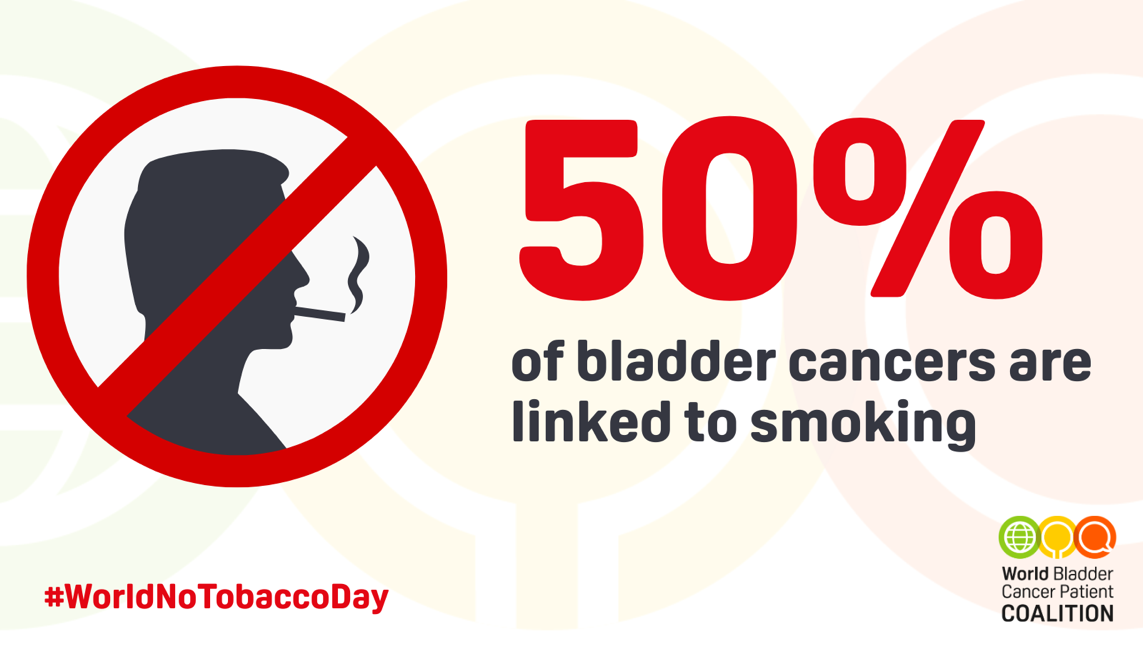 50%
of bladder cancers are
linked to smoking
#WorldNoTobaccoDay
World Bladder
Cancer Patient
COALITION